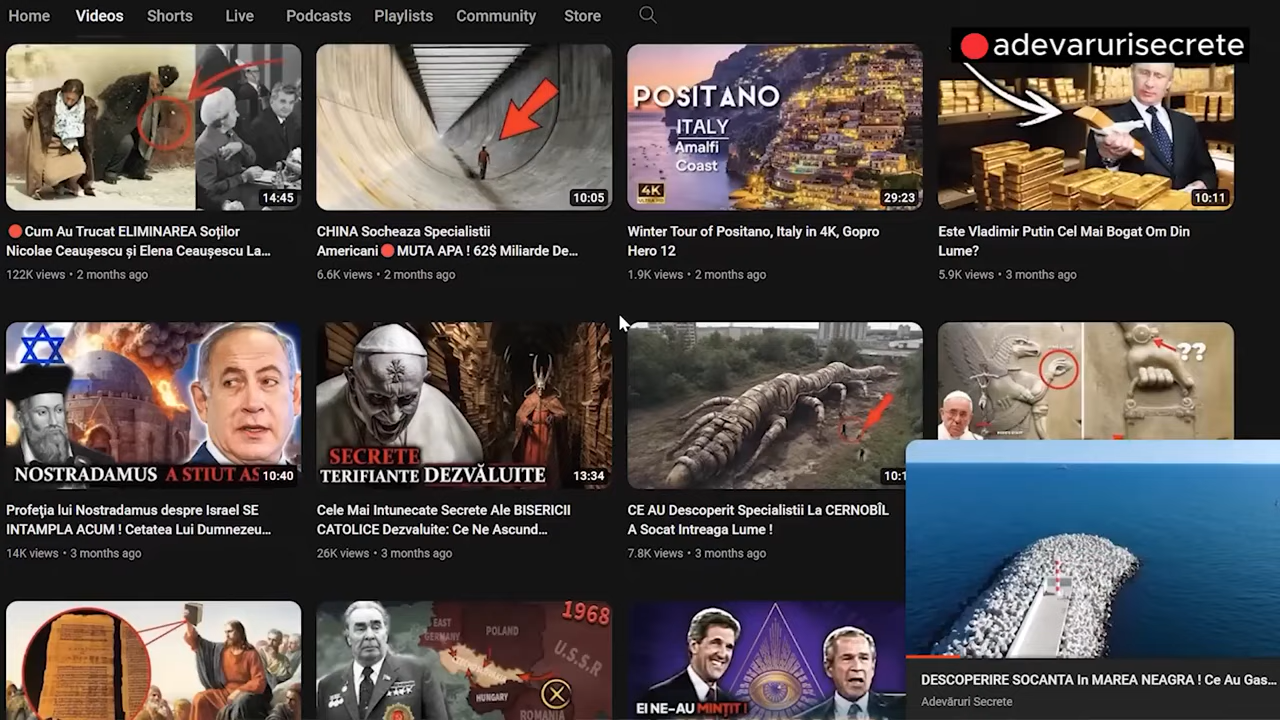 Home Videos Shorts Live Podcasts Playlists Community Store
adevarurisecrete
14:45
10:05
POSITANO
ITALY
Amalfi
Coast
4K
29:23
10:11
🔴Cum Au Trucat ELIMINAREA Soților
Nicolae Ceaușescu și Elena Ceaușescu La...
122K views • 2 months ago
CHINA Socheaza Specialistii
Americani🔴MUTA APA ! 62$ Miliarde De...
6.6K views • 2 months ago
Winter Tour of Positano, Italy in 4K, Gopro
Hero 12
1.9K views • 2 months ago
Este Vladimir Putin Cel Mai Bogat Om Din
Lume?
5.9K views • 3 months ago
NOSTRADAMUS A STIUT AS
10:40
SECRETE
TERIFIANTE DEZVĂLUITE
13:34
10:1
??
Profeția lui Nostradamus despre Israel SE
INTAMPLA ACUM ! Cetatea Lui Dumnezeu...
14K views • 3 months ago
Cele Mai Intunecate Secrete Ale BISERICII
CATOLICE Dezvaluite: Ce Ne Ascund...
26K views • 3 months ago
CE AU Descoperit Specialistii La CERNOBÎL
A Socat Intreaga Lume !
7.8K views • 3 months ago
EAST
GERMANY
POLAND
1968
U.S.S.R
HUNGARY
ROMANIA
EI NE-AU MINȚIT !
DESCOPERIRE SOCANTA In MAREA NEAGRA ! Ce Au Gas...
Adevăruri Secrete